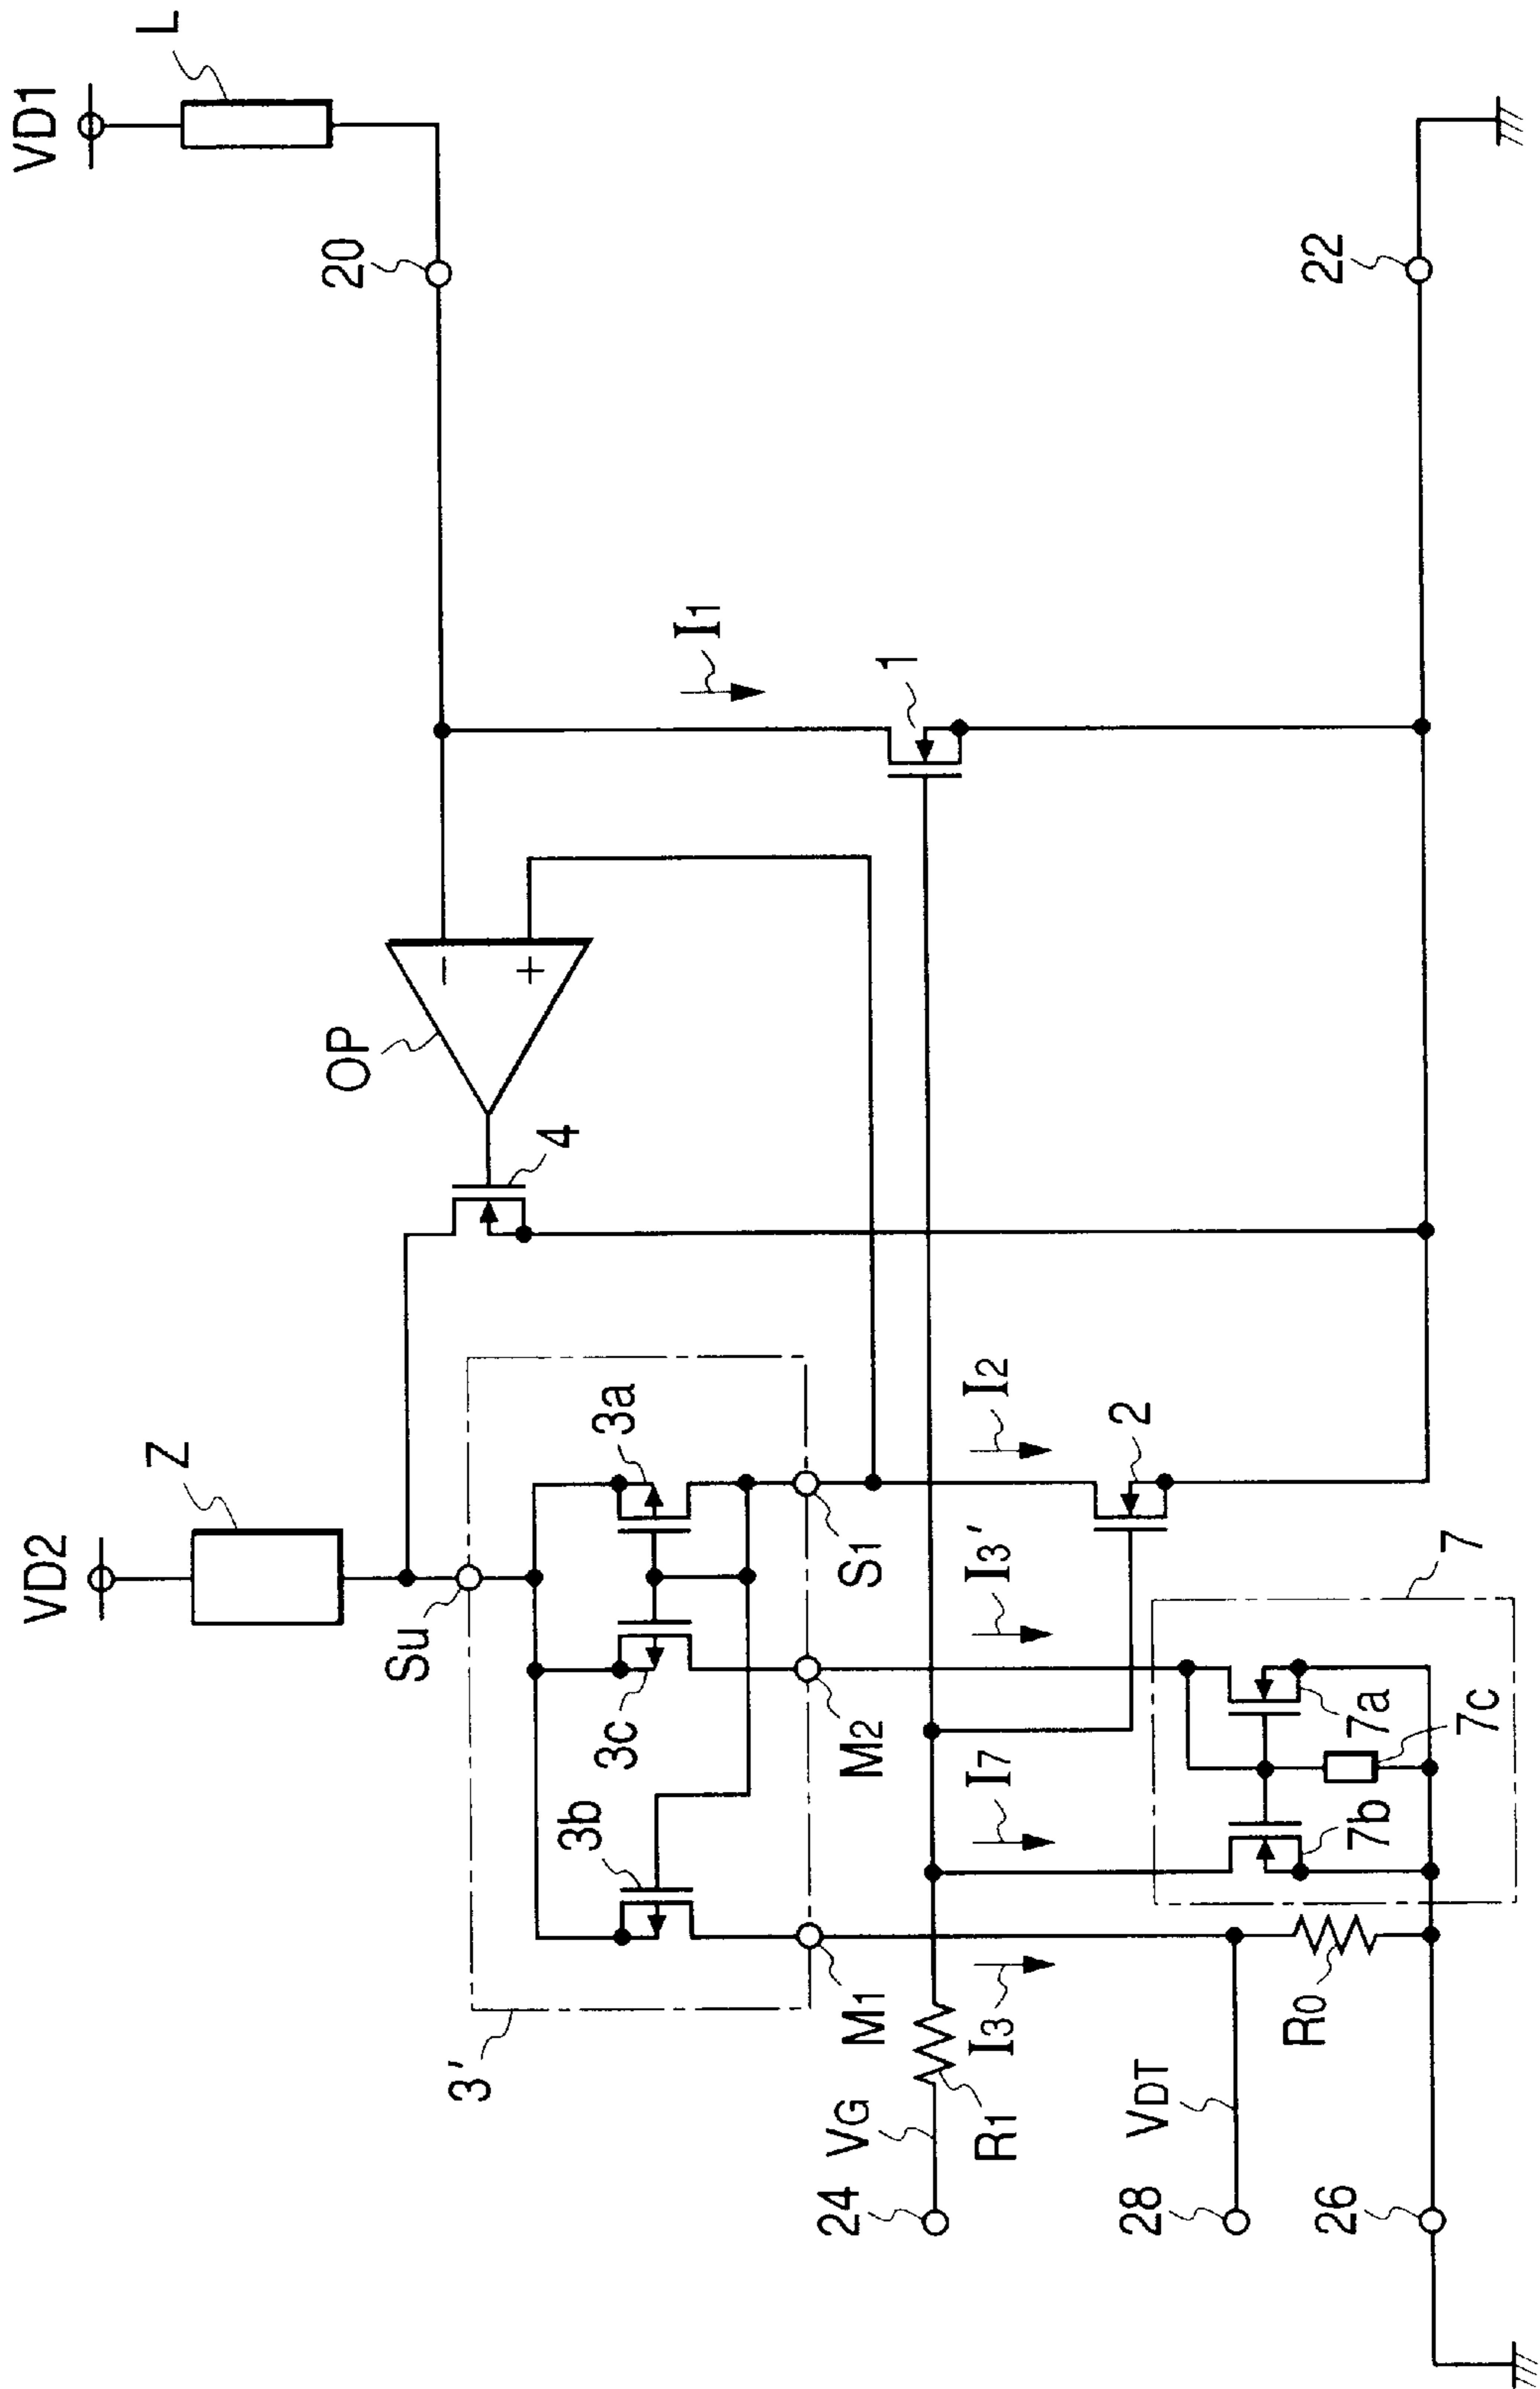 VD1
L
20
22
I1
1
OP
4
VD2
Z
Su
3a
3c
3b
3'
S1
M2
M1
I2
I3'
I7
I3
2
7
7a
7c
7b
R0
R1
VG
24
VDT
28
26
−
+